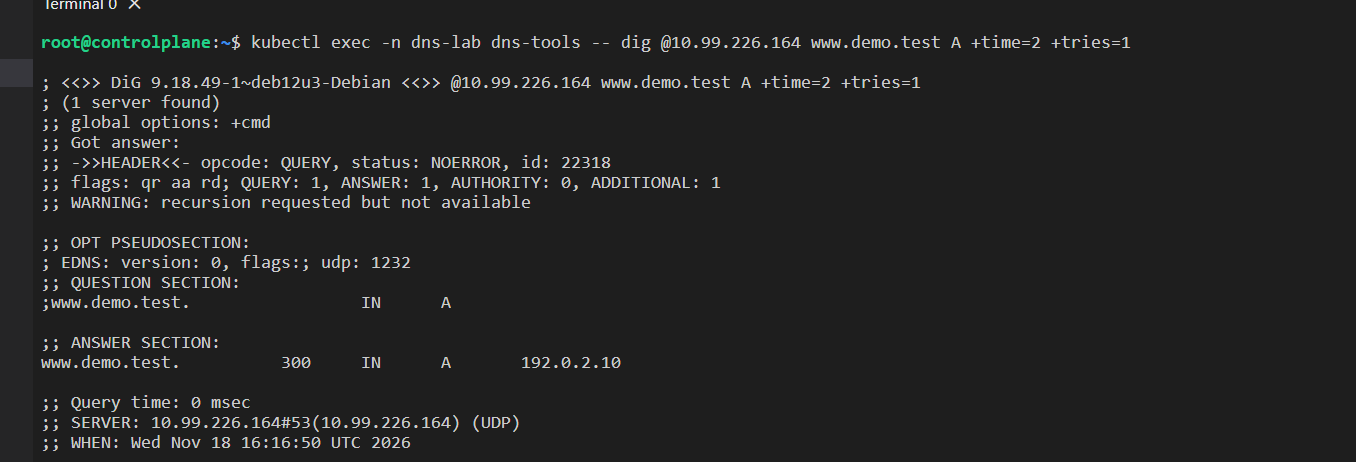 Terminal 0 ×
root@controlplane:~$ kubectl exec -n dns-lab dns-tools -- dig @10.99.226.164 www.demo.test A +time=2 +tries=1
; <<>> DiG 9.18.49-1~deb12u3-Debian <<>> @10.99.226.164 www.demo.test A +time=2 +tries=1
; (1 server found)
;; global options: +cmd
;; Got answer:
;; ->>HEADER<<- opcode: QUERY, status: NOERROR, id: 22318
;; flags: qr aa rd; QUERY: 1, ANSWER: 1, AUTHORITY: 0, ADDITIONAL: 1
;; WARNING: recursion requested but not available
;; OPT PSEUDOSECTION:
; EDNS: version: 0, flags:; udp: 1232
;; QUESTION SECTION:
;www.demo.test. IN A
;; ANSWER SECTION:
www.demo.test. 300 IN A 192.0.2.10
;; Query time: 0 msec
;; SERVER: 10.99.226.164#53(10.99.226.164) (UDP)
;; WHEN: Wed Nov 18 16:16:50 UTC 2026